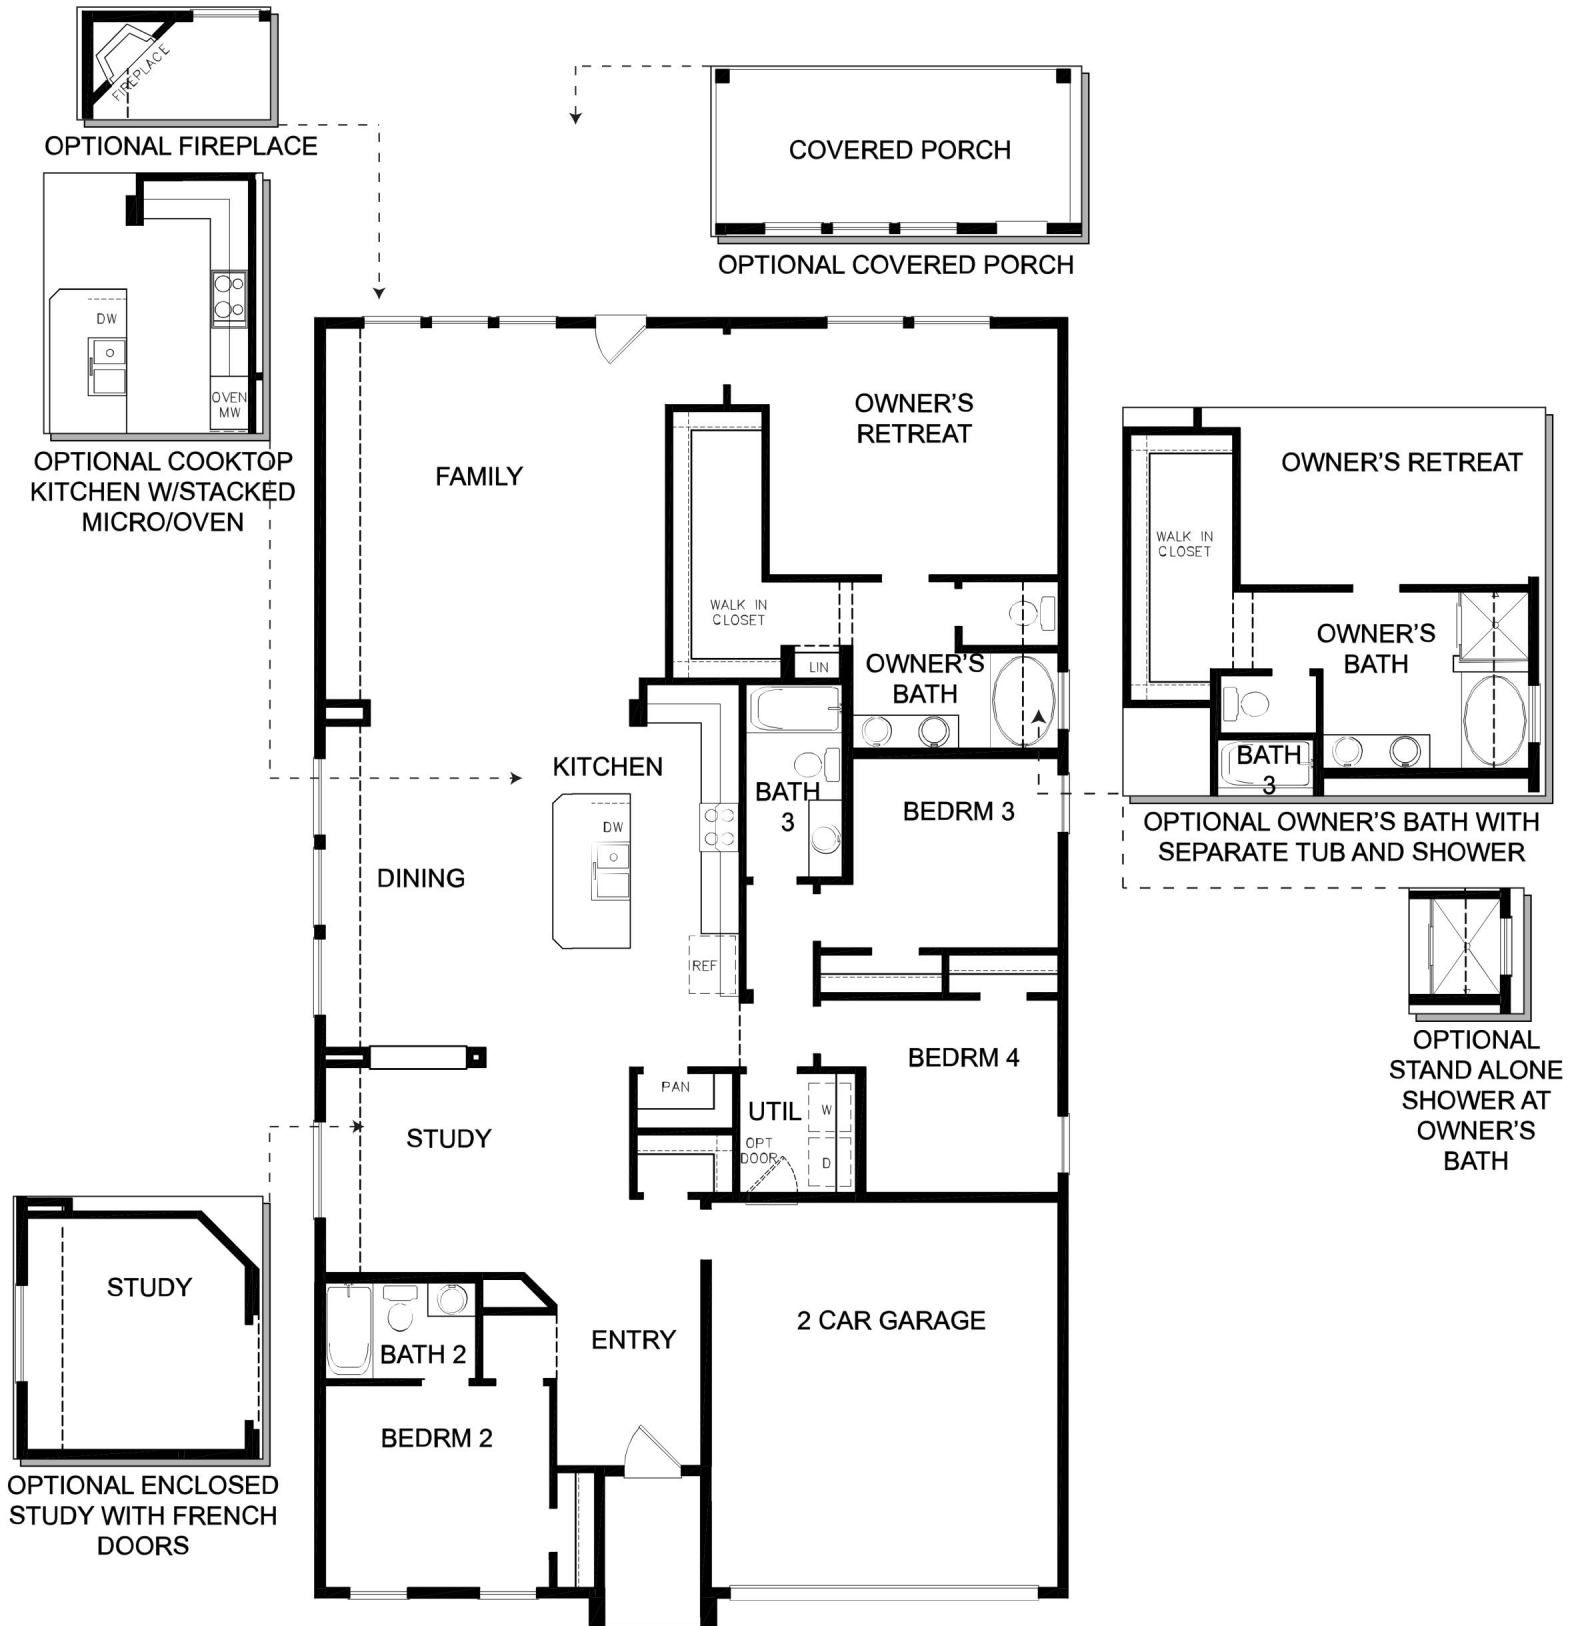 FIREPLACE
OPTIONAL FIREPLACE
COVERED PORCH
OPTIONAL COVERED PORCH
DW
OVEN
MW
OPTIONAL COOKTOP
KITCHEN W/STACKED
MICRO/OVEN
FAMILY
OWNER'S
RETREAT
WALK IN
CLOSET
LIN
OWNER'S
BATH
OWNER'S RETREAT
WALK IN
CLOSET
OWNER'S
BATH
BATH
3
OPTIONAL OWNER'S BATH WITH
SEPARATE TUB AND SHOWER
KITCHEN
DW
BATH
3
BEDRM 3
DINING
REF
OPTIONAL
STAND ALONE
SHOWER AT
OWNER'S
BATH
BEDRM 4
PAN
UTIL
W
OPT
DOOR
D
STUDY
STUDY
OPTIONAL ENCLOSED
STUDY WITH FRENCH
DOORS
2 CAR GARAGE
ENTRY
BATH 2
BEDRM 2